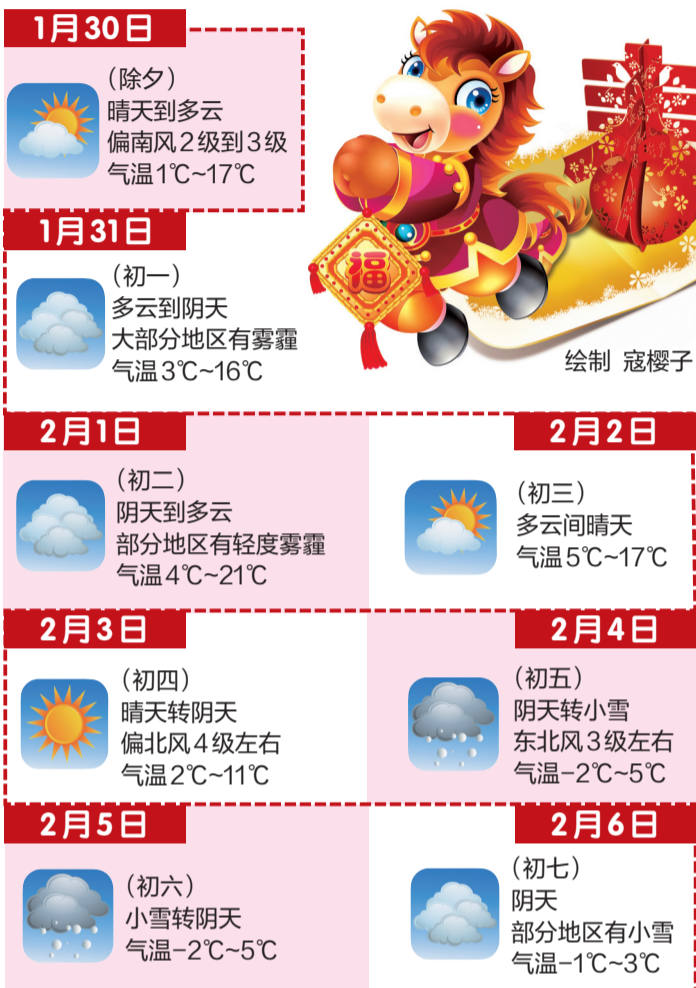 1月30日
（除夕）
晴天到多云
偏南风2级到3级
气温1℃~17℃
福
1月31日
（初一）
多云到阴天
大部分地区有雾霾
气温3℃~16℃
绘制 寇樱子
2月1日
（初二）
阴天到多云
部分地区有轻度雾霾
气温4℃~21℃
2月2日
（初三）
多云间晴天
气温5℃~17℃
2月3日
（初四）
晴天转阴天
偏北风4级左右
气温2℃~11℃
2月4日
（初五）
阴天转小雪
东北风3级左右
气温-2℃~5℃
2月5日
（初六）
小雪转阴天
气温-2℃~5℃
2月6日
（初七）
阴天
部分地区有小雪
气温-1℃~3℃